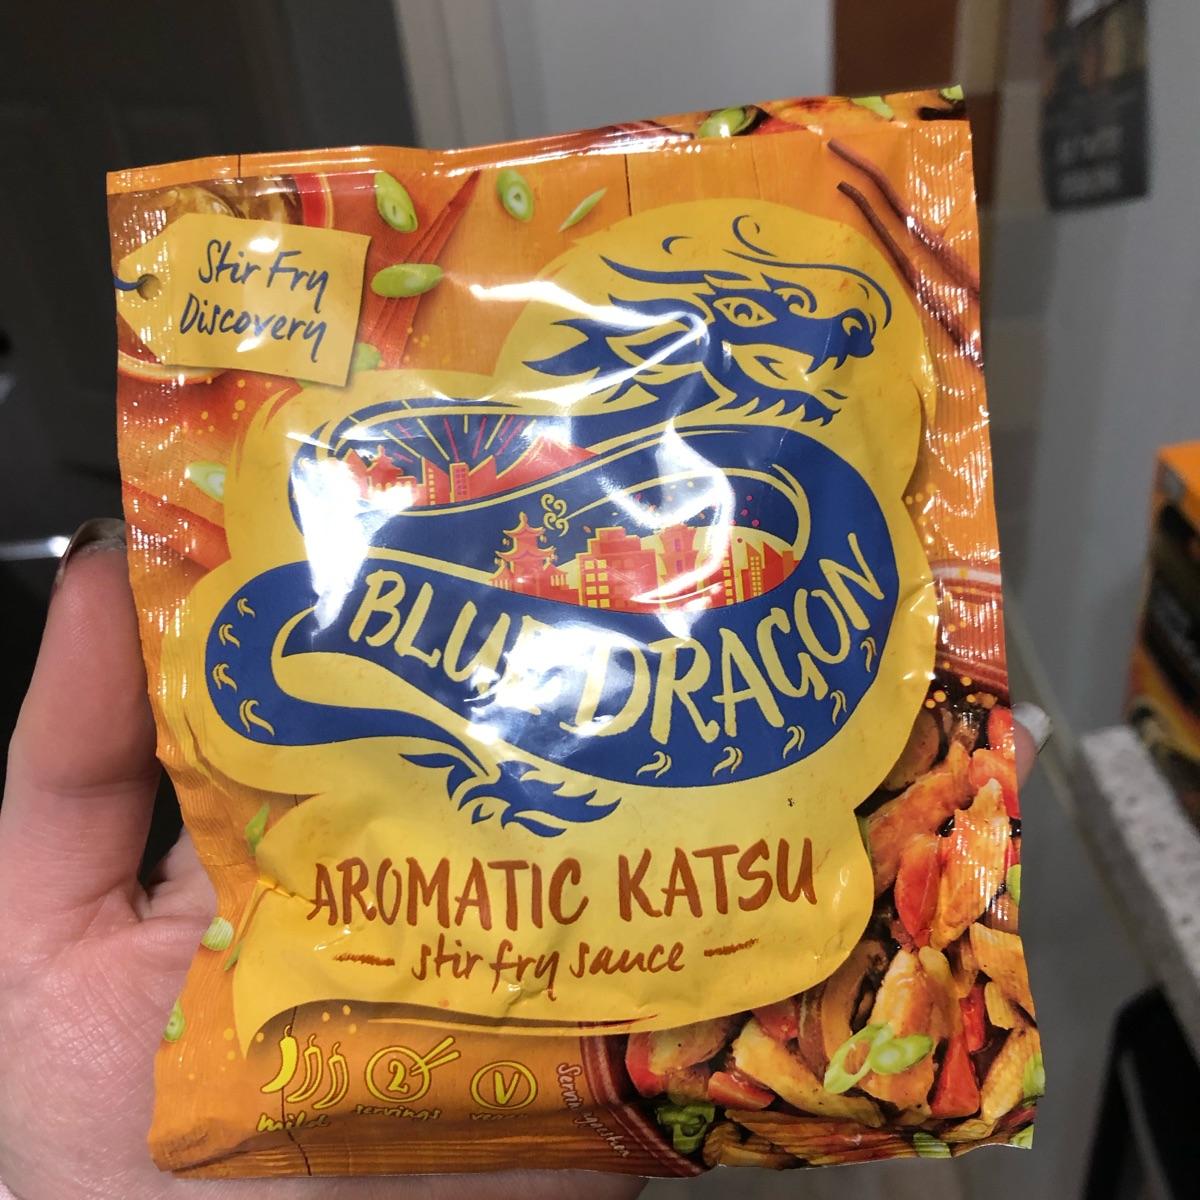 Stir Fry
Discovery
BLUE DRAGON
AROMATIC KATSU
stir fry sauce
2
V
mild
servings